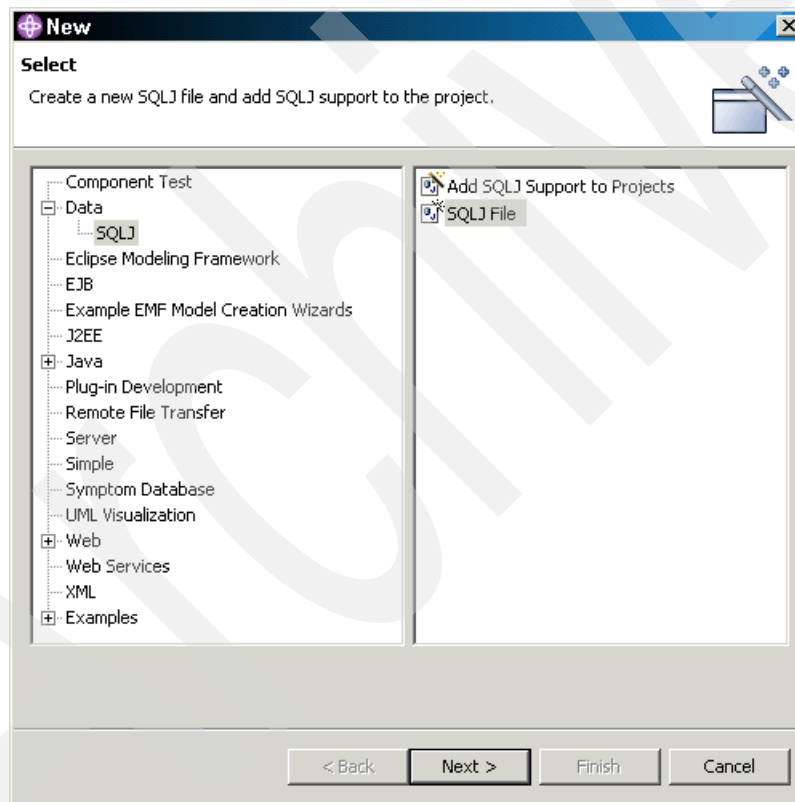 New
Select
Create a new SQLJ file and add SQLJ support to the project.
Component Test
Data
SQLJ
Eclipse Modeling Framework
EJB
Example EMF Model Creation Wizards
J2EE
Java
Plug-in Development
Remote File Transfer
Server
Simple
Symptom Database
UML Visualization
Web
Web Services
XML
Examples
Add SQLJ Support to Projects
SQLJ File
< Back Next > Finish Cancel